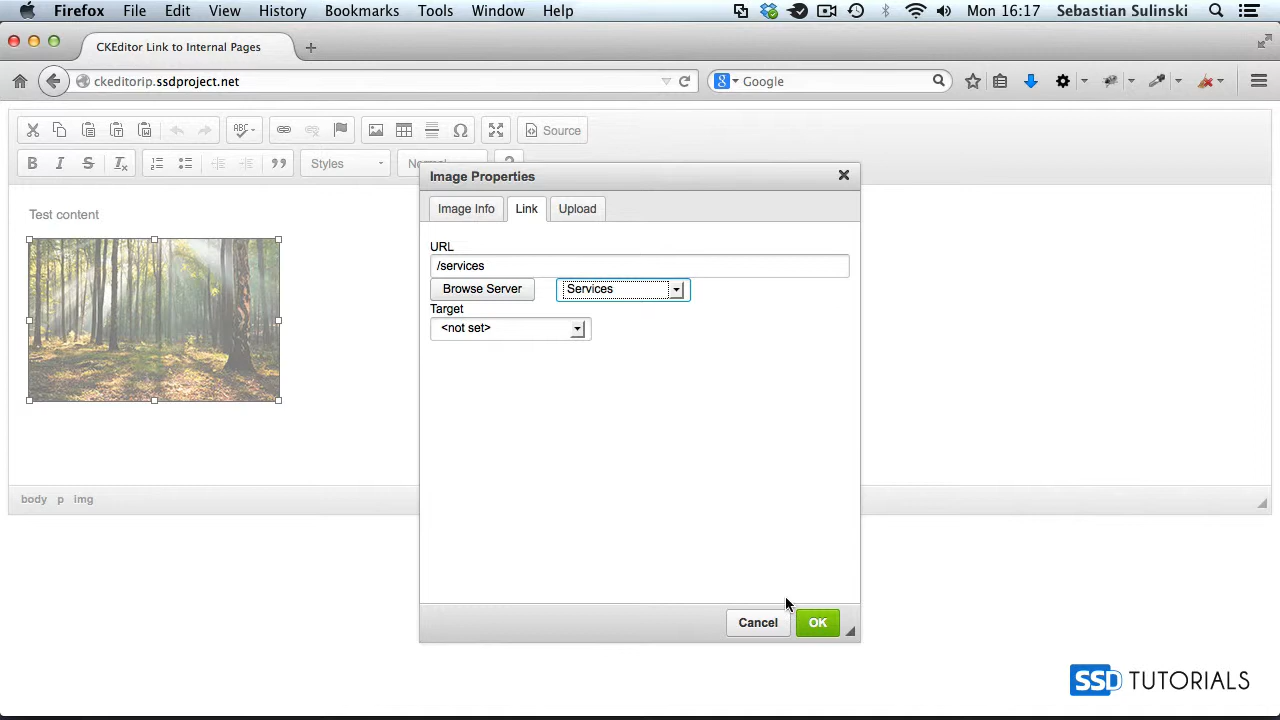 Firefox File Edit View History Bookmarks Tools Window Help Mon 16:17 Sebastian Sulinski
CKEditor Link to Internal Pages
ckeditorip.ssdproject.net
Google
ABC
Source
B I S Tx
Styles
Image Properties
Image Info Link Upload
Test content
URL
/services
Browse Server Services
Target
<not set>
body p img
Cancel OK
SSD TUTORIALS